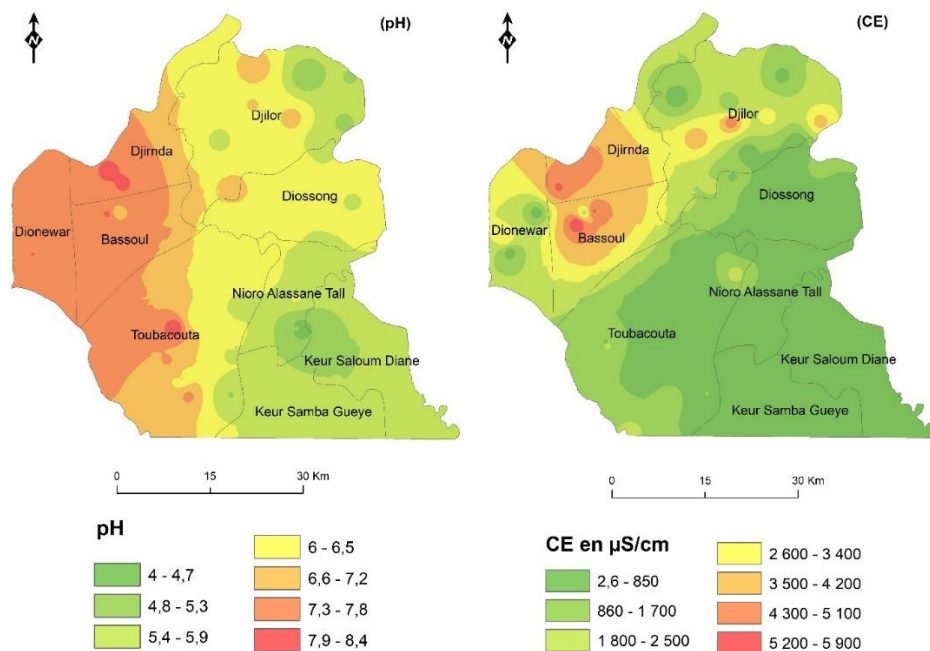 N
(pH)
Djilor
Djirnda
Diossong
Dionewar
Bassoul
Nioro Alassane Tall
Toubacouta
Keur Saloum Diane
Keur Samba Gueye
0 15 30 Km
pH
4 - 4,7
4,8 - 5,3
5,4 - 5,9
6 - 6,5
6,6 - 7,2
7,3 - 7,8
7,9 - 8,4
N
(CE)
Djilor
Djirnda
Diossong
Dionewar
Bassoul
Nioro Alassane Tall
Toubacouta
Keur Saloum Diane
Keur Samba Gueye
0 15 30 Km
CE en µS/cm
2,6 - 850
860 - 1 700
1 800 - 2 500
2 600 - 3 400
3 500 - 4 200
4 300 - 5 100
5 200 - 5 900